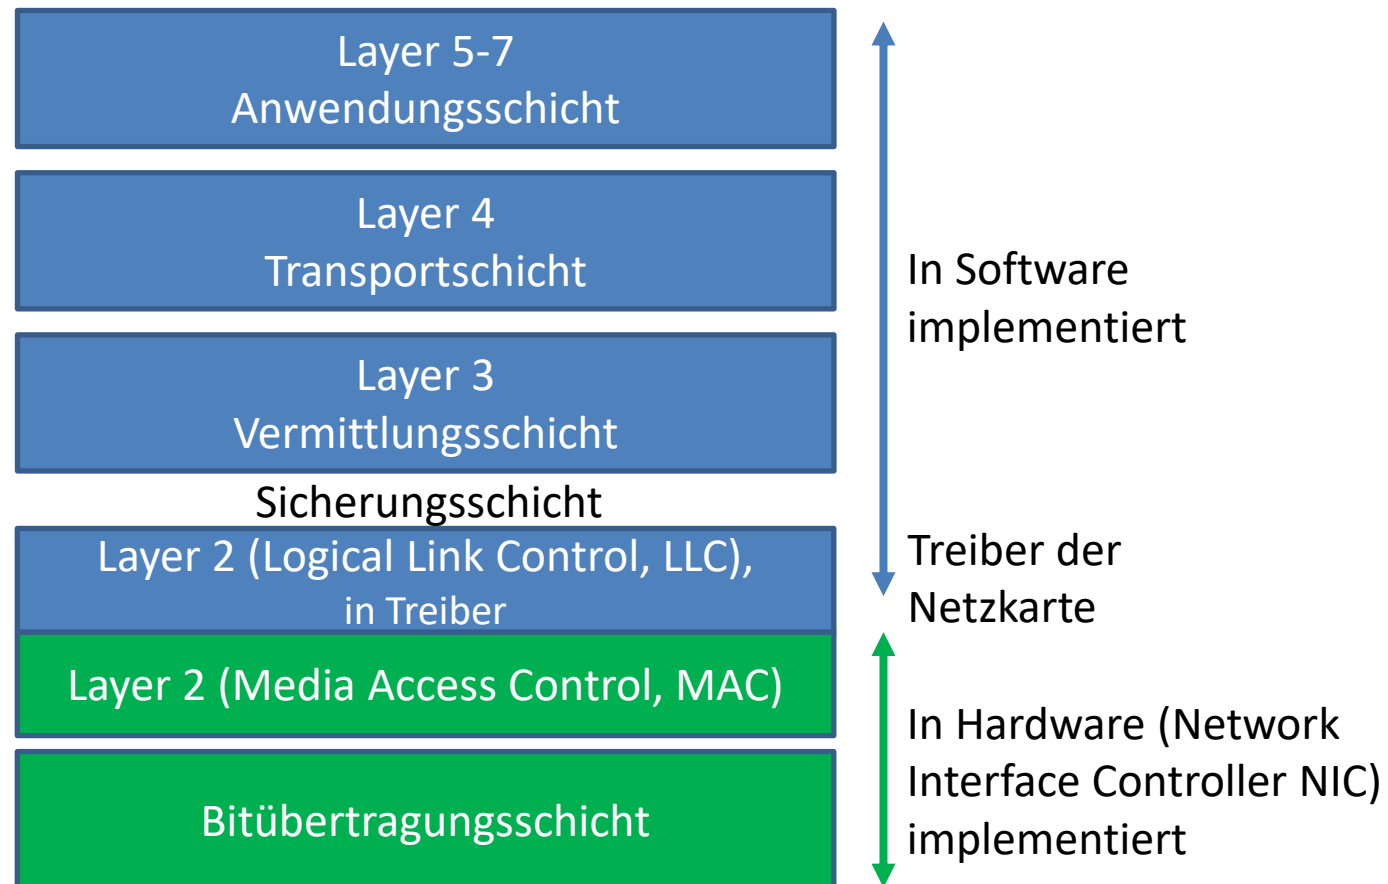 Layer 5-7
Anwendungsschicht
Layer 4
Transportschicht
In Software
implementiert
Layer 3
Vermittlungsschicht
Sicherungsschicht
Layer 2 (Logical Link Control, LLC),
in Treiber
Treiber der
Netzkarte
Layer 2 (Media Access Control, MAC)
In Hardware (Network
Interface Controller NIC)
implementiert
Bitübertragungsschicht